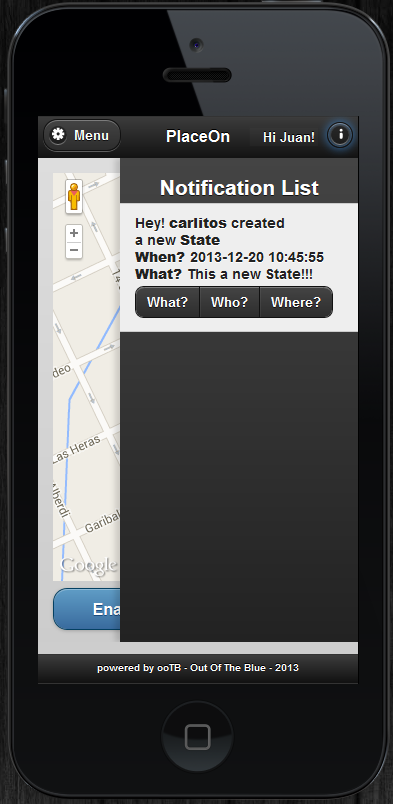 Menu
PlaceOn
Hi Juan!
Notification List
Hey! carlitos created
a new State
When? 2013-12-20 10:45:55
What? This a new State!!!
What?
Who?
Where?
+
−
deo
Las Heras
Alberdi
Garibal
Google
Ena
powered by ooTB - Out Of The Blue - 2013